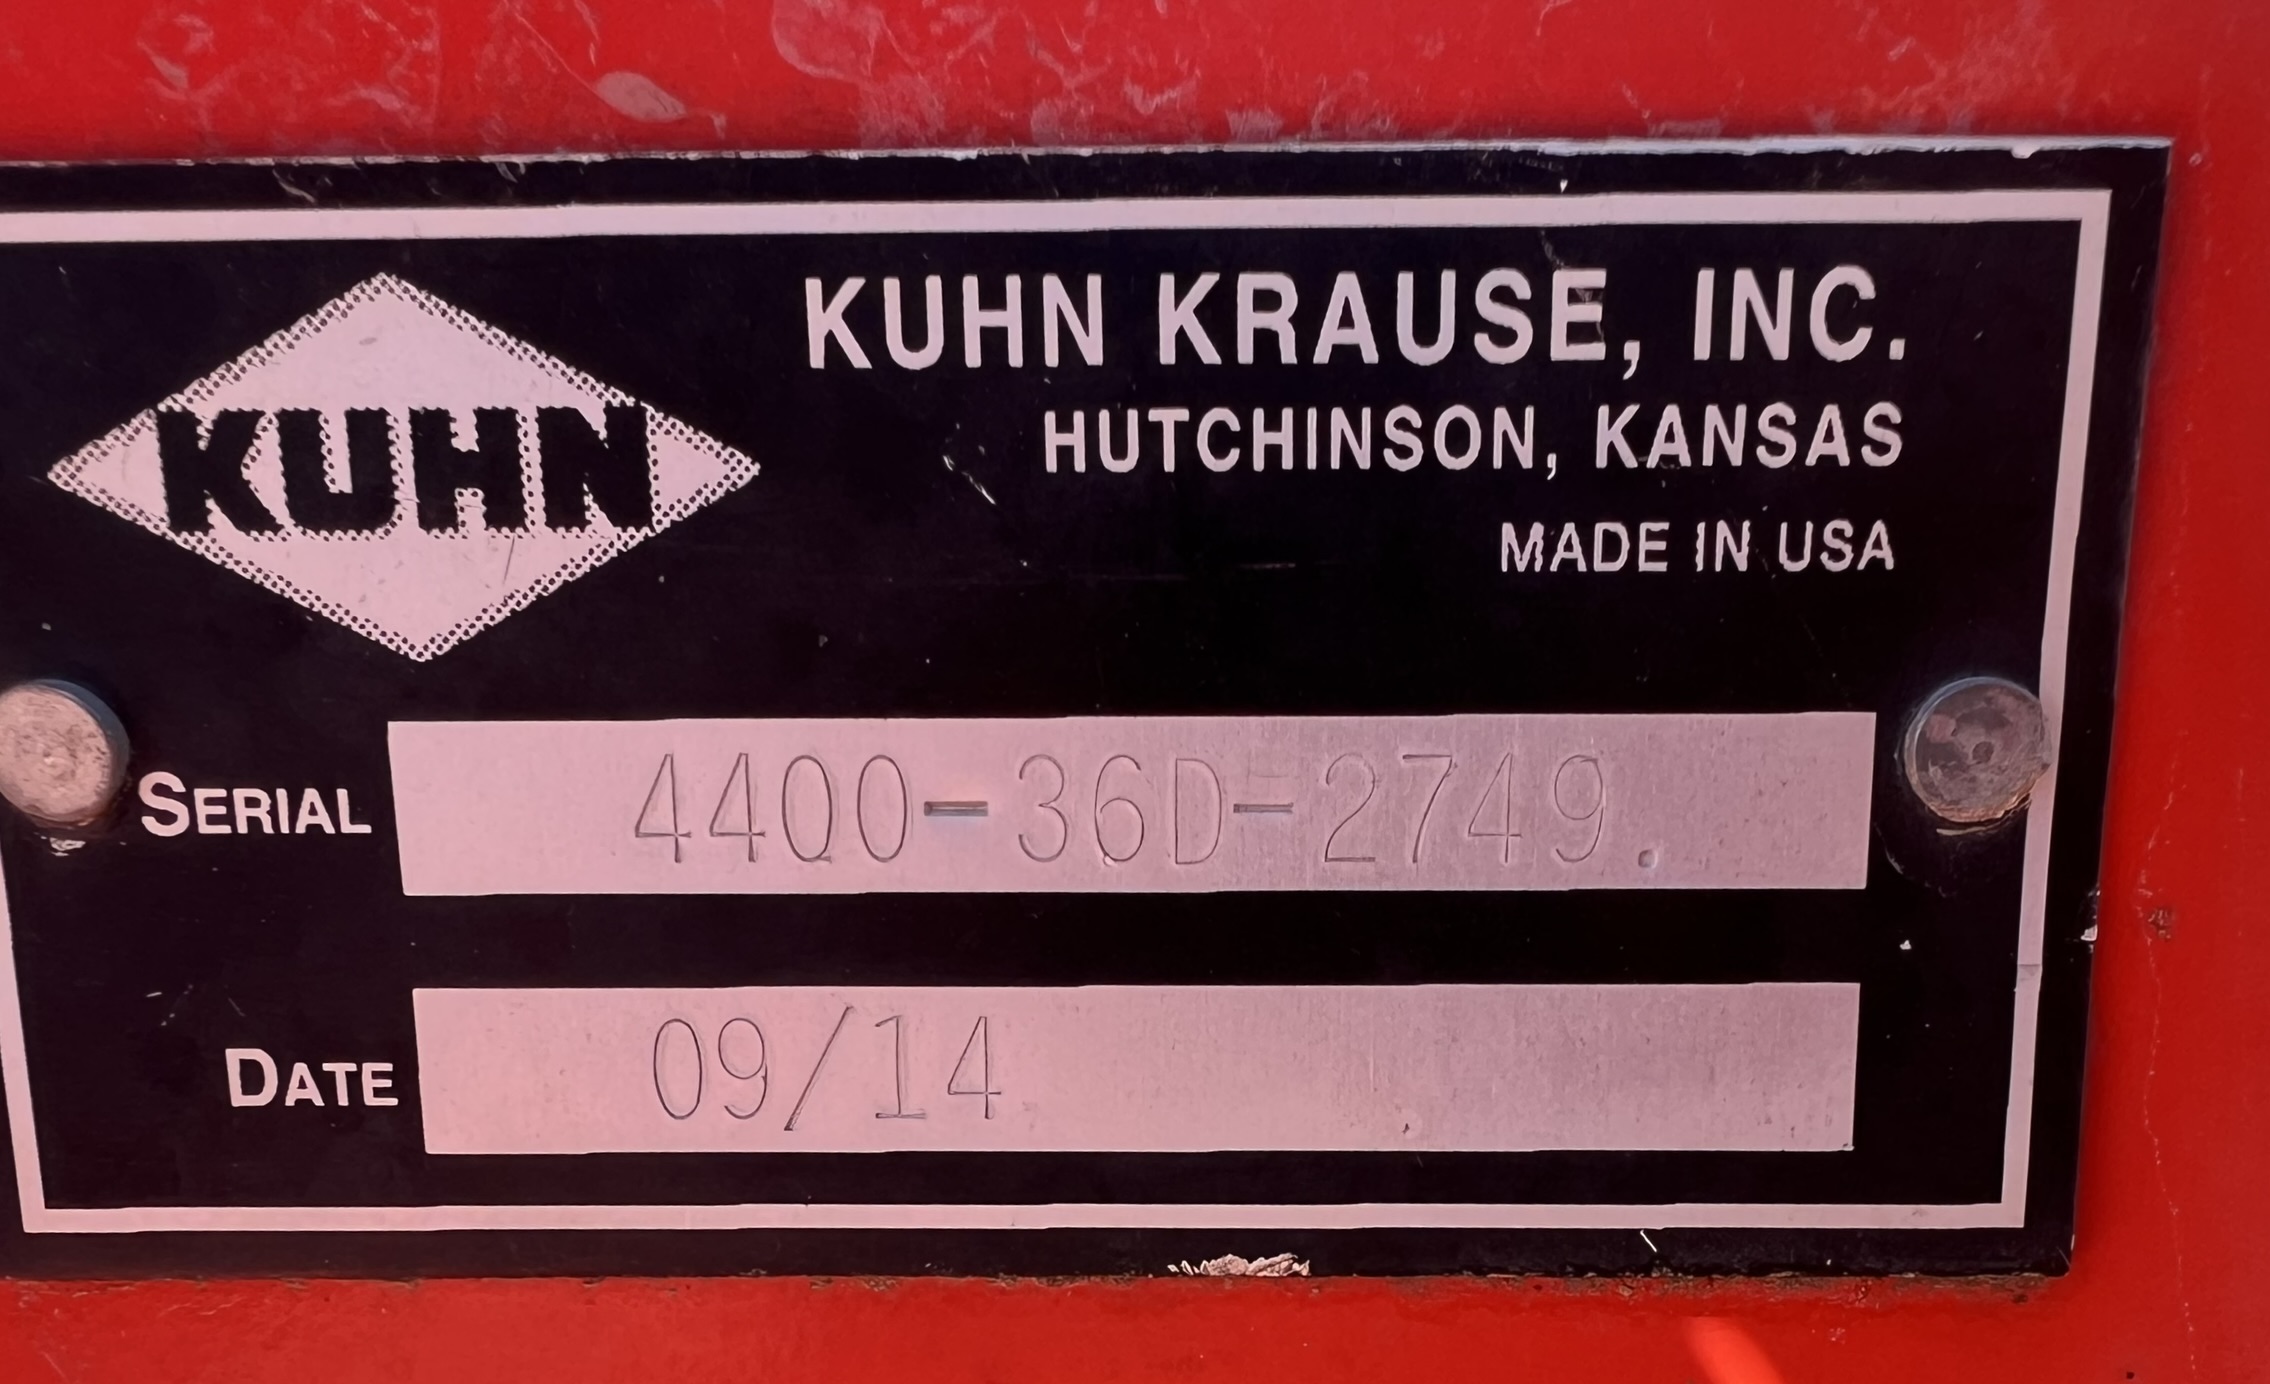 KUHN
KUHN KRAUSE, INC.
HUTCHINSON, KANSAS
MADE IN USA
SERIAL 4400-36D-2749.
DATE 09/14